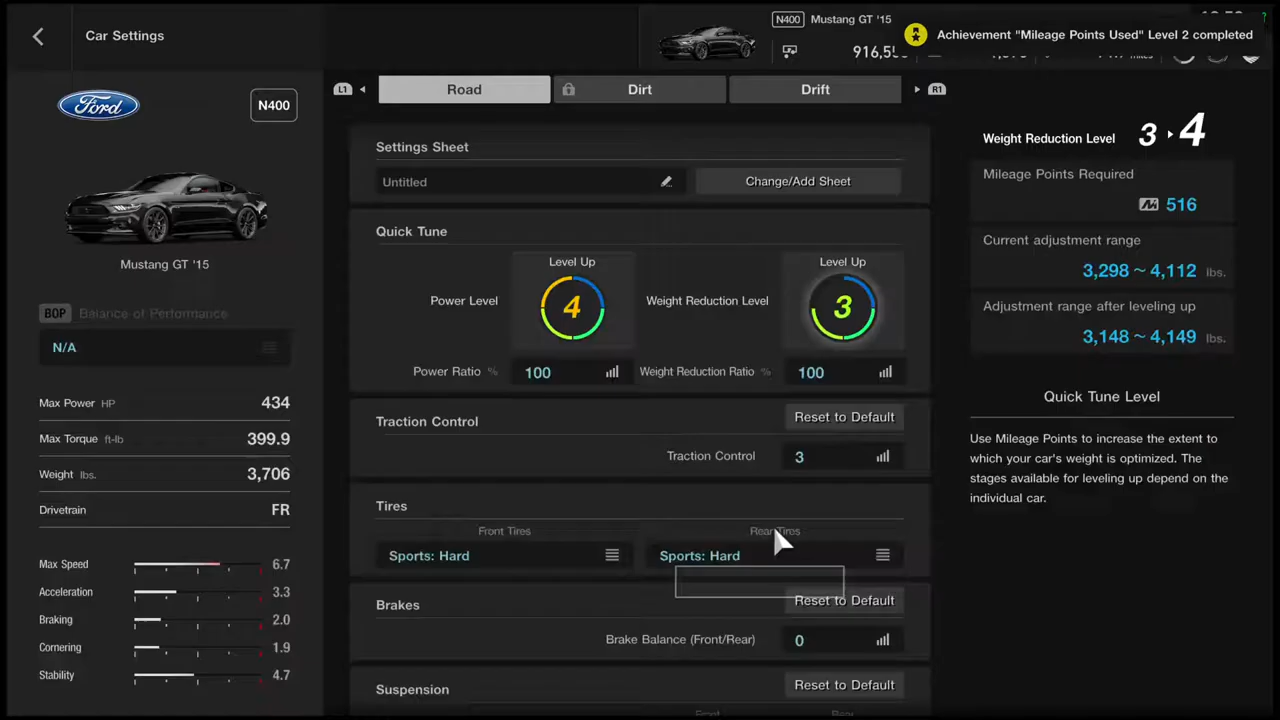 Car Settings
N400 Mustang GT '15
Achievement "Mileage Points Used" Level 2 completed
L1 Road Dirt Drift R1
Ford N400
Mustang GT '15
BOP Balance of Performance
N/A
Max Power HP 434
Max Torque ft-lb 399.9
Weight lbs. 3,706
Drivetrain FR
Max Speed 6.7
Acceleration 3.3
Braking 2.0
Cornering 1.9
Stability 4.7
Settings Sheet
Untitled Change/Add Sheet
Quick Tune
Level Up Level Up
Power Level 4 Weight Reduction Level 3
Power Ratio % 100 Weight Reduction Ratio % 100
Traction Control Reset to Default
Traction Control 3
Tires
Front Tires Rear Tires
Sports: Hard Sports: Hard
Brakes Reset to Default
Brake Balance (Front/Rear) 0
Suspension Reset to Default
Front Rear
Weight Reduction Level 3 4
Mileage Points Required
516
Current adjustment range
3,298 ~ 4,112 lbs.
Adjustment range after leveling up
3,148 ~ 4,149 lbs.
Quick Tune Level
Use Mileage Points to increase the extent to
which your car's weight is optimized. The
stages available for leveling up depend on the
individual car.